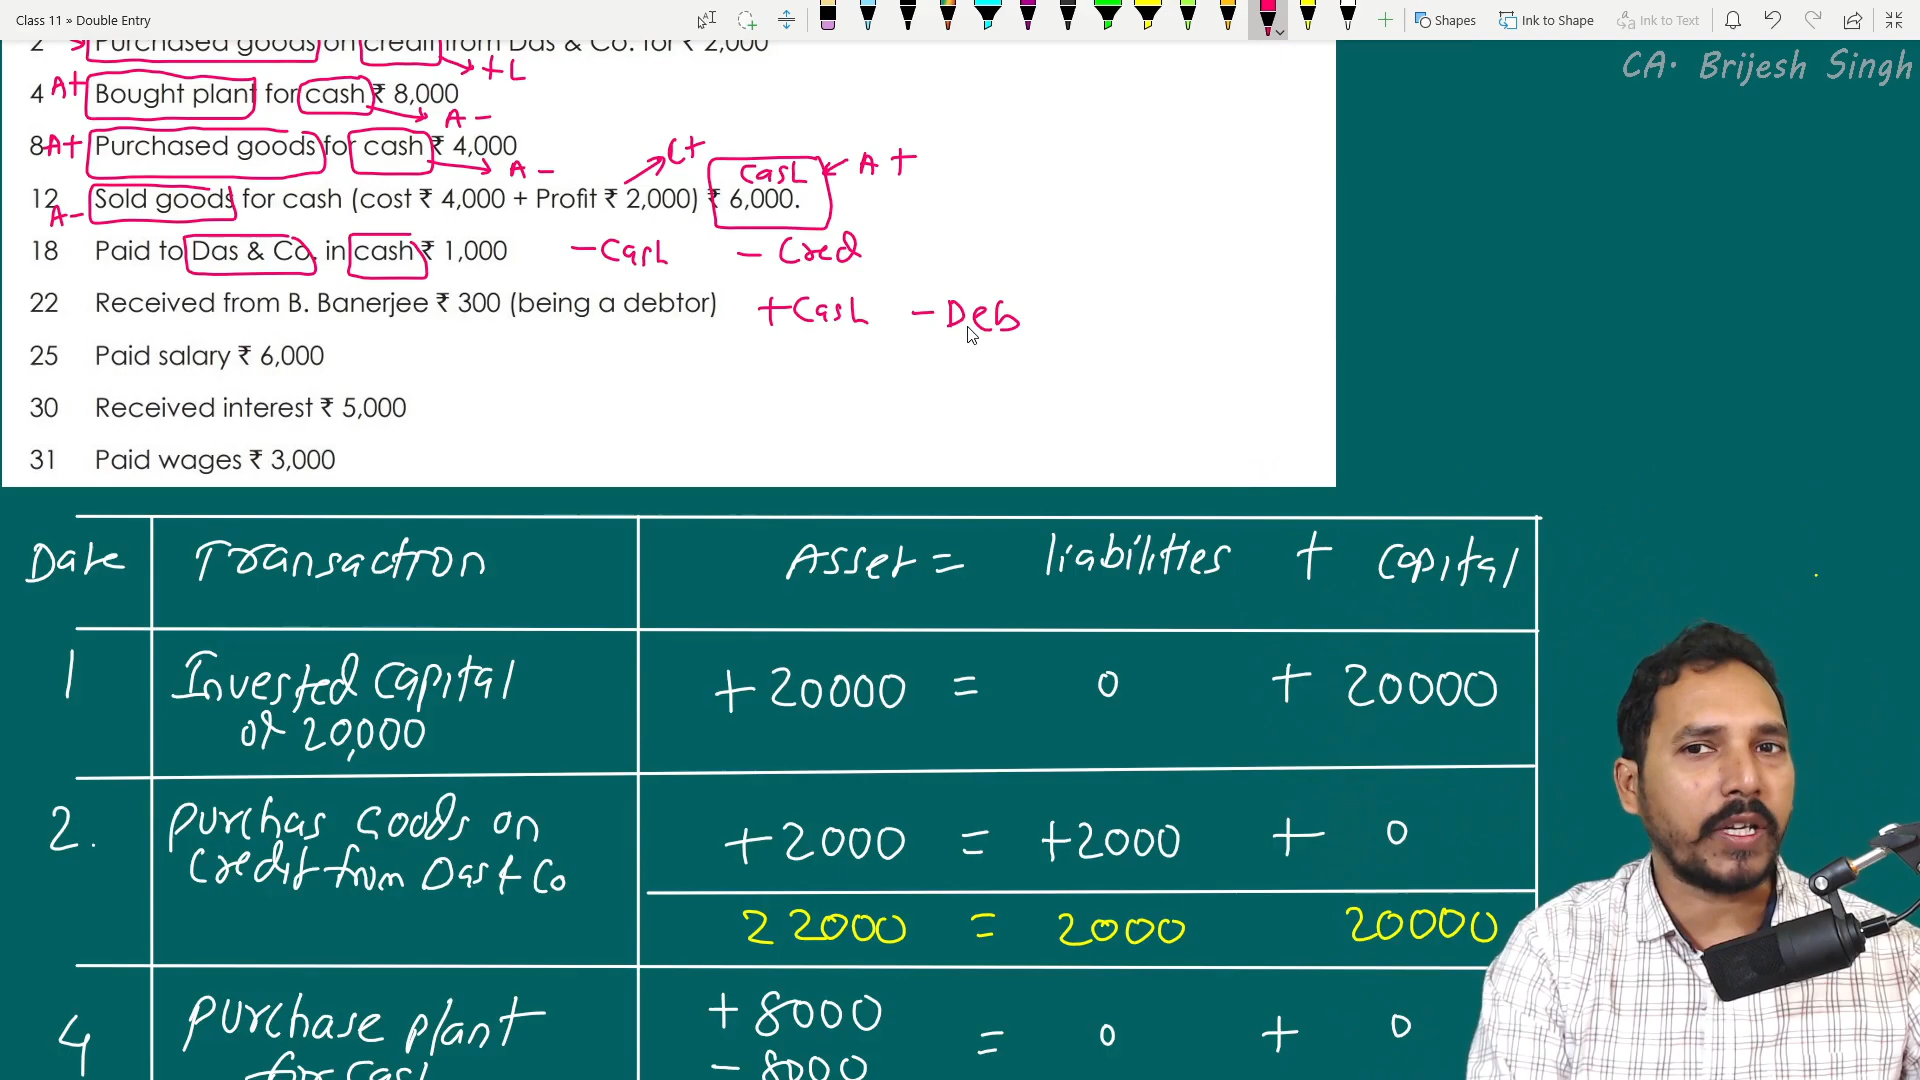 Class 11 » Double Entry
Shapes
Ink to Shape
Ink to Text
CA. Brijesh Singh
2 Purchased goods on credit from Das & Co. for ₹ 2,000
+ L
A+ 4 Bought plant for cash ₹ 8,000
A -
8 A+ Purchased goods for cash ₹ 4,000
A -
C+
Cash
A +
12 Sold goods for cash (cost ₹ 4,000 + Profit ₹ 2,000) ₹ 6,000.
A-
18 Paid to Das & Co. in cash ₹ 1,000 - Cash - Cred
22 Received from B. Banerjee ₹ 300 (being a debtor) + Cash - Deb
25 Paid salary ₹ 6,000
30 Received interest ₹ 5,000
31 Paid wages ₹ 3,000
Date Transaction Asset = liabilities + capital
1 Invested capital + 20000 = 0 + 20000
of 20,000
2. purchas Goods on + 2000 = +2000 + 0
credit from Das & Co
22000 = 2000 20000
4 purchase plant + 8000 = 0 + 0
for cash - 8000